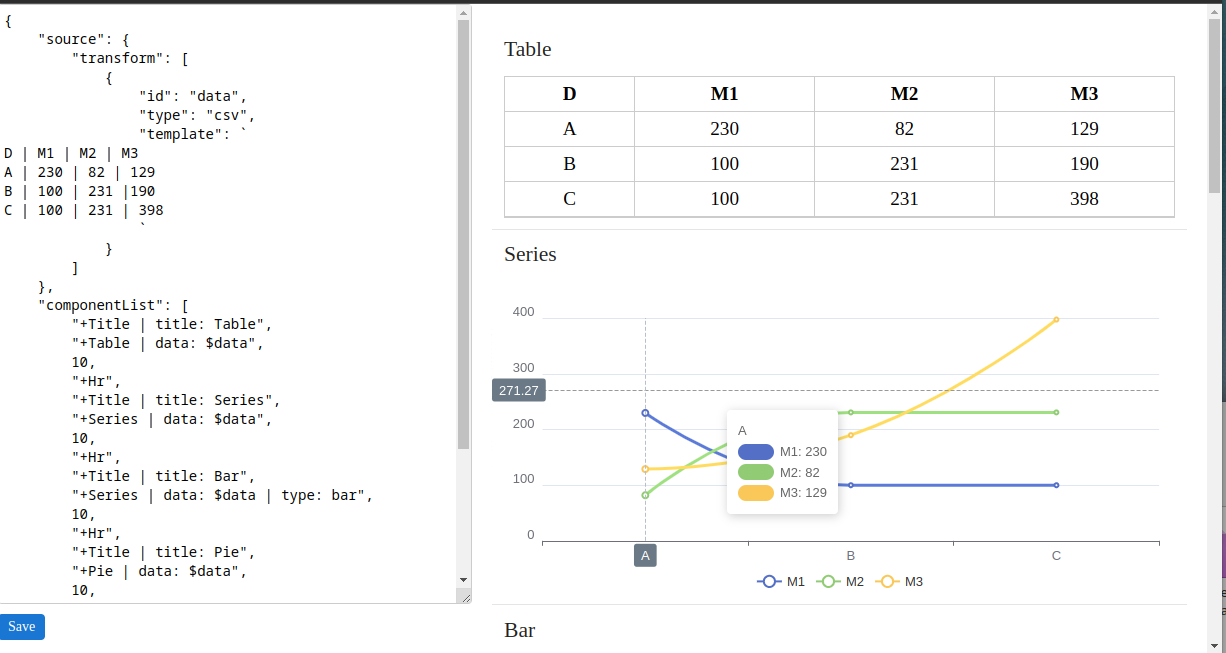 {
"source": {
"transform": [
{
"id": "data",
"type": "csv",
"template": `
D | M1 | M2 | M3
A | 230 | 82 | 129
B | 100 | 231 |190
C | 100 | 231 | 398
`
}
]
},
"componentList": [
"+Title | title: Table",
"+Table | data: $data",
10,
"+Hr",
"+Title | title: Series",
"+Series | data: $data",
10,
"+Hr",
"+Title | title: Bar",
"+Series | data: $data | type: bar",
10,
"+Hr",
"+Title | title: Pie",
"+Pie | data: $data",
10,
Save
Table
D M1 M2 M3
A 230 82 129
B 100 231 190
C 100 231 398
Series
400
300
271.27
200
100
0
A
M1: 230
M2: 82
M3: 129
A B C
M1 M2 M3
Bar